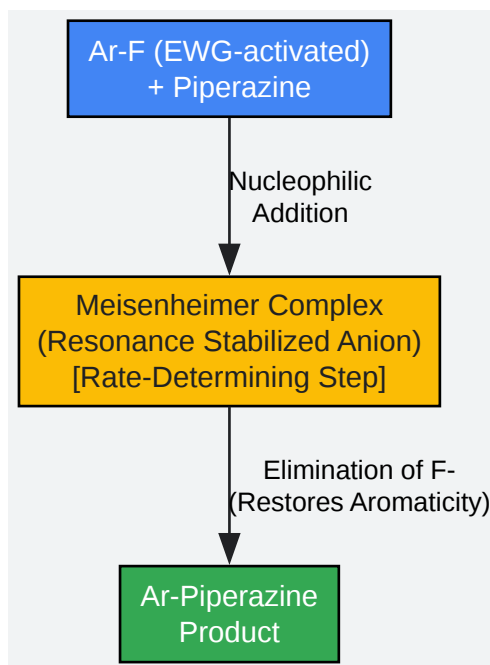 Ar-F (EWG-activated)
+ Piperazine
Nucleophilic
Addition
Meisenheimer Complex
(Resonance Stabilized Anion)
[Rate-Determining Step]
Elimination of F-
(Restores Aromaticity)
Ar-Piperazine
Product